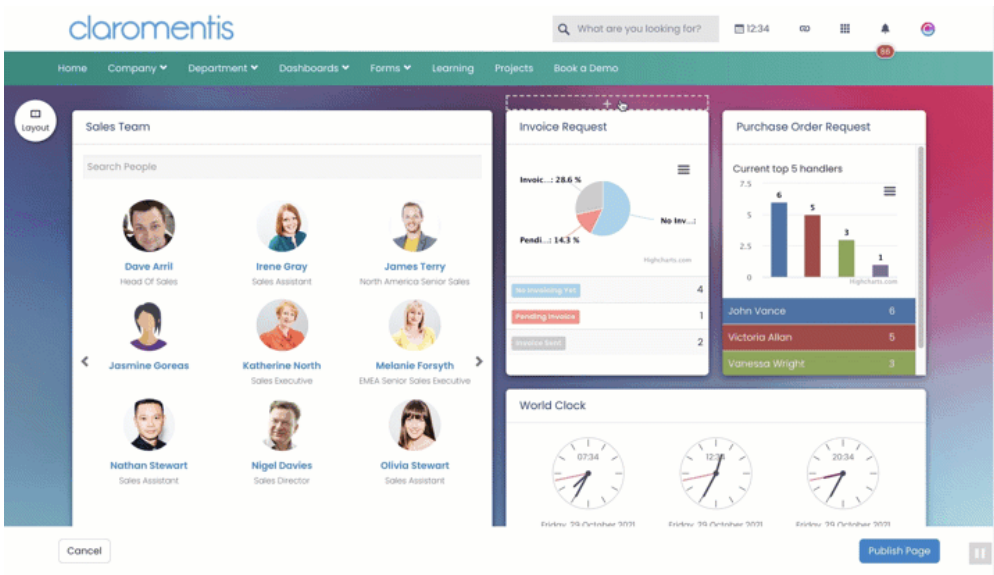 claromentis
What are you looking for?
12:34
86
Home Company Department Dashboards Forms Learning Projects Book a Demo
Layout
Sales Team
Search People
Dave Arril
Head Of Sales
Irene Gray
Sales Assistant
James Terry
North America Senior Sales
Jasmine Goreas
Katherine North
Sales Executive
Melanie Forsyth
EMEA Senior Sales Executive
Nathan Stewart
Sales Assistant
Nigel Davies
Sales Director
Olivia Stewart
Sales Assistant
+
Invoice Request
Invoic...: 28.6 %
No Inv...:
Pendi...: 14.3 %
Highcharts.com
No Invoicing Yet 4
Pending Invoice 1
Invoice Sent 2
Purchase Order Request
Current top 5 handlers
7.5
5
2.5
0
6
5
3
1
Highcharts.com
John Vance 6
Victoria Allan 5
Vanessa Wright 3
World Clock
07:34
12:34
20:34
Friday, 29 October 2021
Friday, 29 October 2021
Friday, 29 October 2021
Cancel
Publish Page